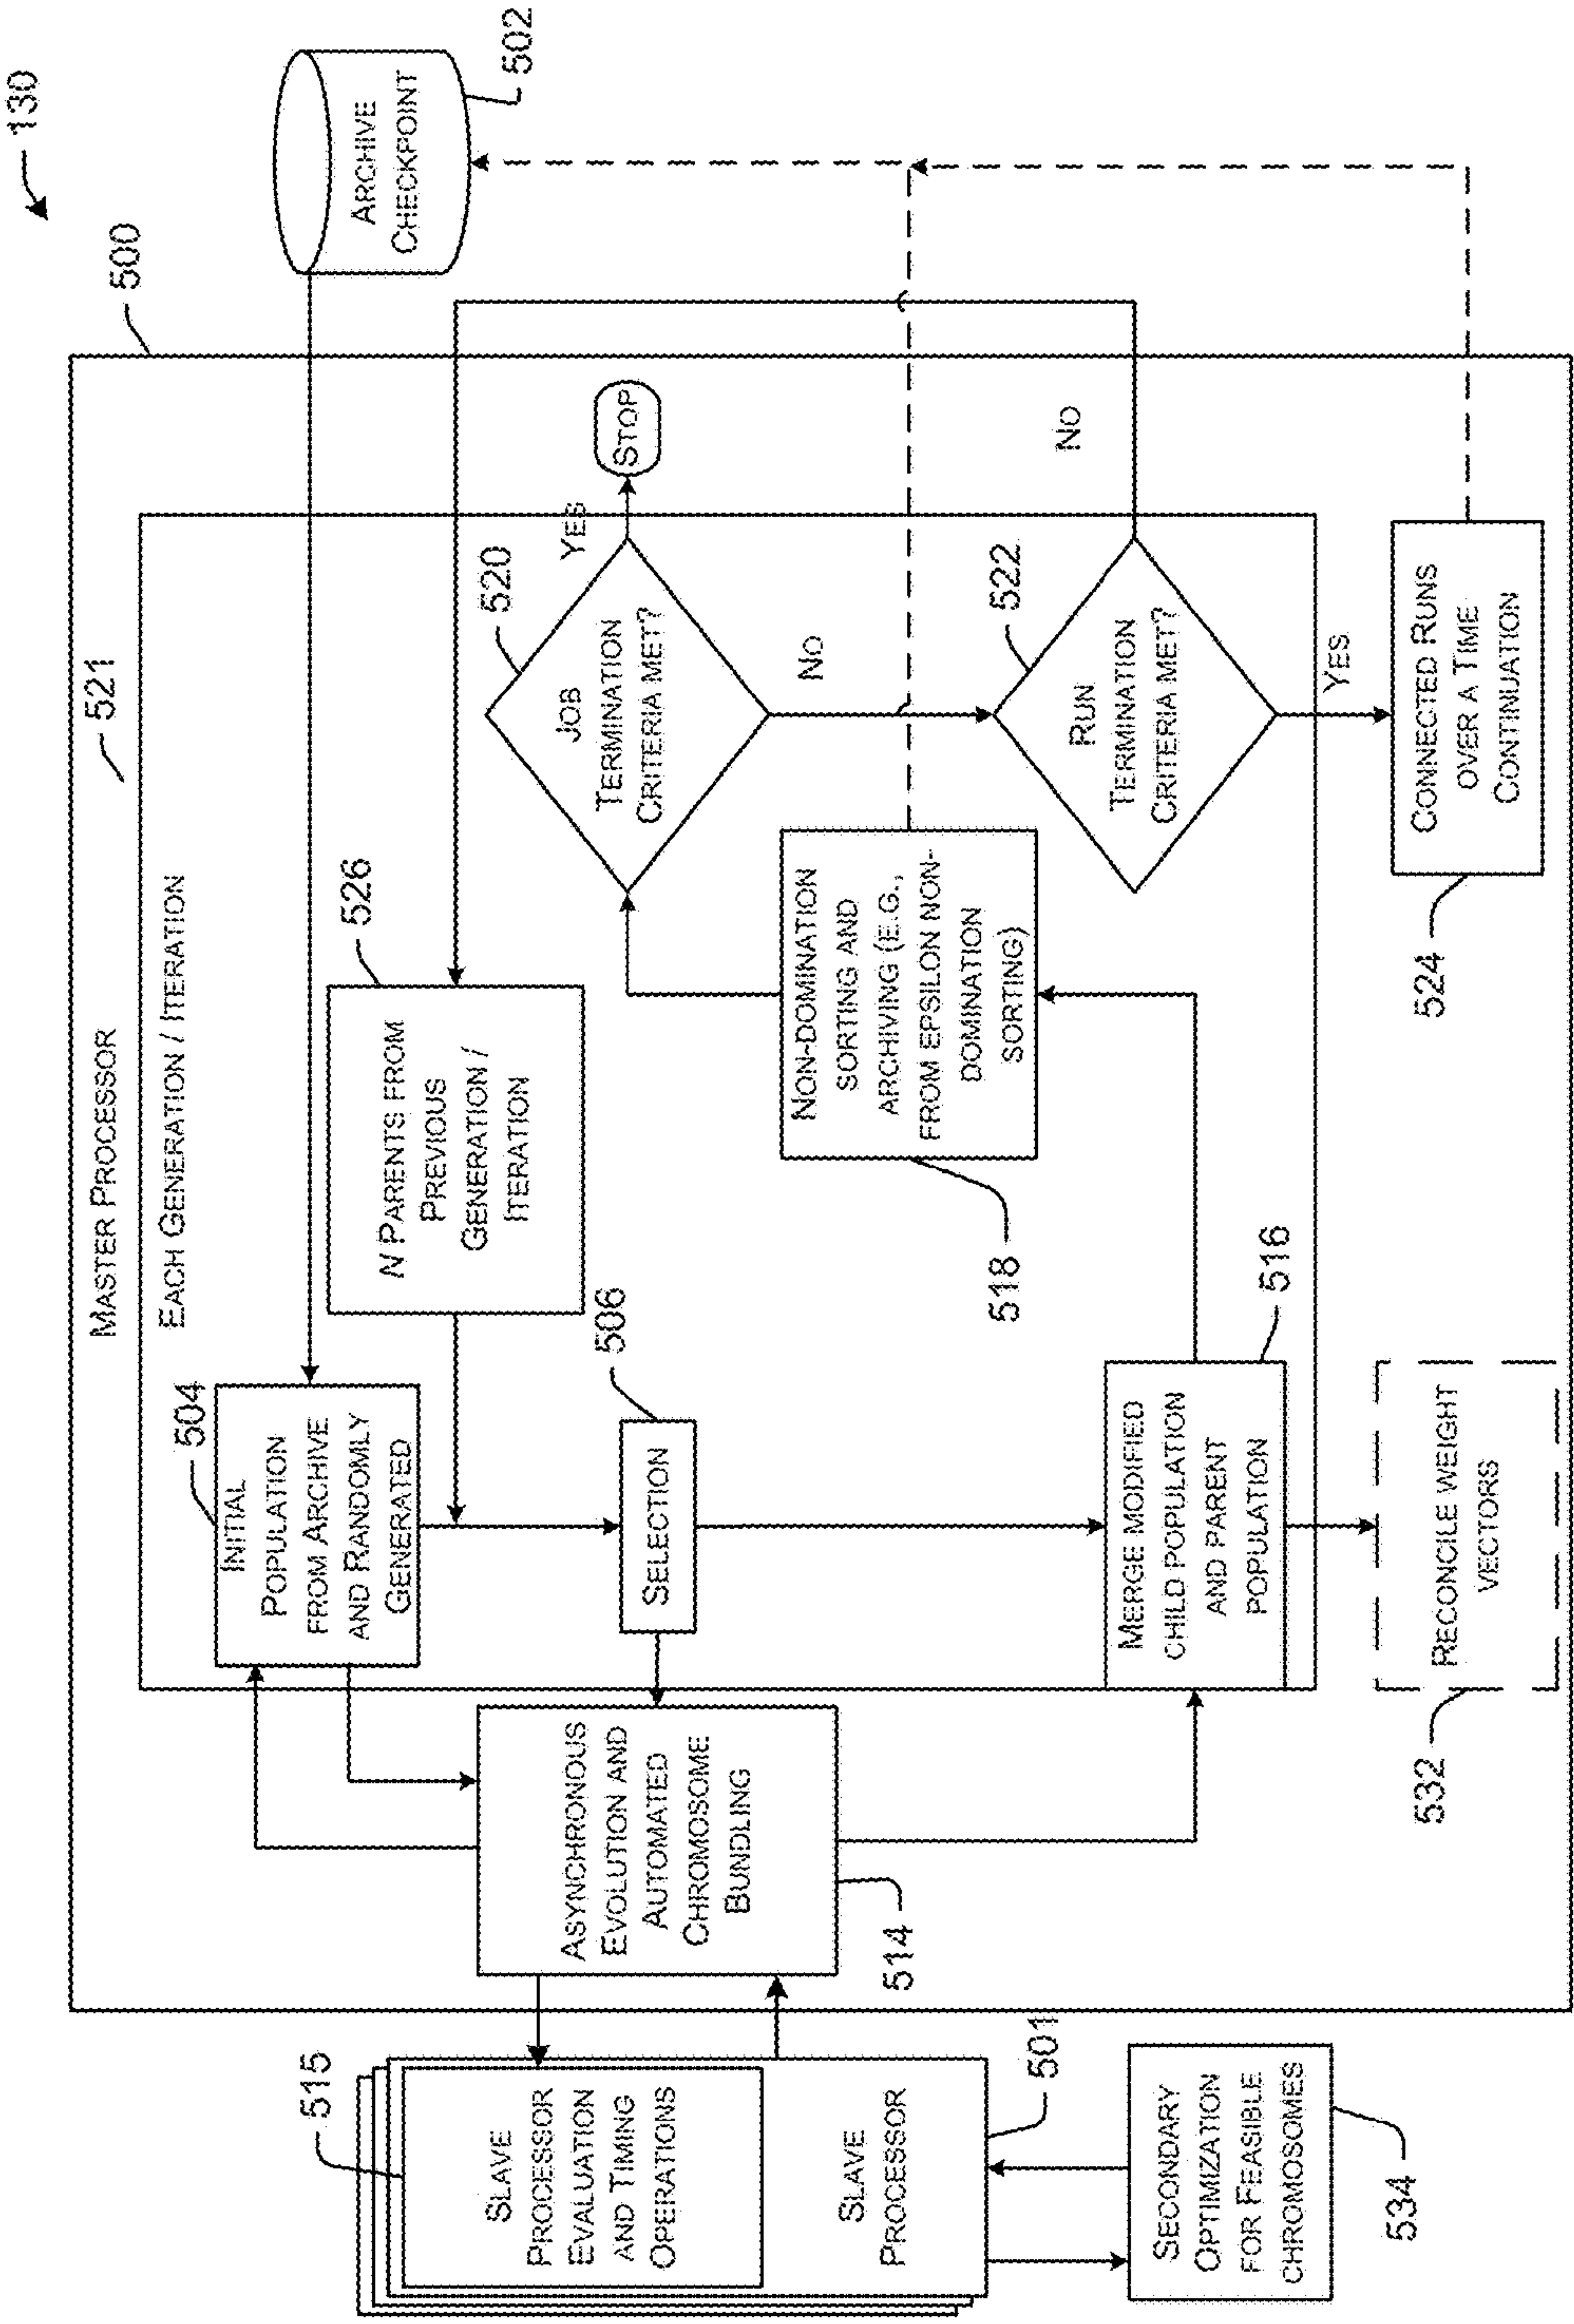 130
MASTER PROCESSOR
500
521
EACH GENERATION / ITERATION
ARCHIVE
CHECKPOINT
502
515
SLAVE
PROCESSOR
EVALUATION
AND TIMING
OPERATIONS
SLAVE
PROCESSOR
501
SECONDARY
OPTIMIZATION
FOR FEASIBLE
CHROMOSOMES
534
ASYNCHRONOUS
EVOLUTION AND
AUTOMATED
CHROMOSOME
BUNDLING
514
504
INITIAL
POPULATION
FROM ARCHIVE
AND RANDOMLY
GENERATED
526
N PARENTS FROM
PREVIOUS
GENERATION /
ITERATION
506
SELECTION
520
JOB
TERMINATION
CRITERIA MET?
YES
STOP
NO
NON-DOMINATION
SORTING AND
ARCHIVING (E.G.,
FROM EPSILON NON-
DOMINATION
SORTING)
518
522
RUN
TERMINATION
CRITERIA MET?
NO
YES
MERGE MODIFIED
CHILD POPULATION
AND PARENT
POPULATION
516
RECONCILE WEIGHT
VECTORS
532
CONNECTED RUNS
OVER A TIME
CONTINUATION
524